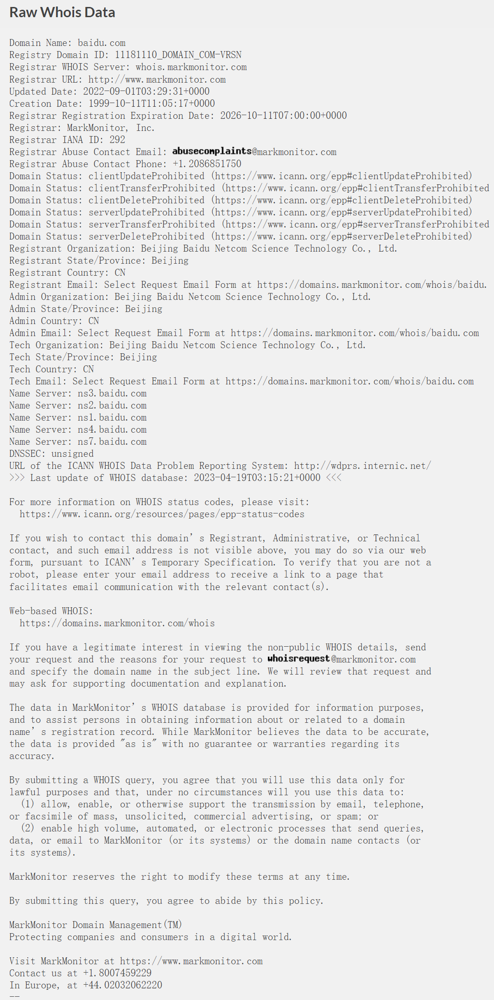 Raw Whois Data
Domain Name: baidu.com
Registry Domain ID: 11181110_DOMAIN_COM-VRSN
Registrar WHOIS Server: whois.markmonitor.com
Registrar URL: http://www.markmonitor.com
Updated Date: 2022-09-01T03:29:31+0000
Creation Date: 1999-10-11T11:05:17+0000
Registrar Registration Expiration Date: 2026-10-11T07:00:00+0000
Registrar: MarkMonitor, Inc.
Registrar IANA ID: 292
Registrar Abuse Contact Email: abusecomplaints@markmonitor.com
Registrar Abuse Contact Phone: +1.2086851750
Domain Status: clientUpdateProhibited (https://www.icann.org/epp#clientUpdateProhibited)
Domain Status: clientTransferProhibited (https://www.icann.org/epp#clientTransferProhibited
Domain Status: clientDeleteProhibited (https://www.icann.org/epp#clientDeleteProhibited)
Domain Status: serverUpdateProhibited (https://www.icann.org/epp#serverUpdateProhibited)
Domain Status: serverTransferProhibited (https://www.icann.org/epp#serverTransferProhibited
Domain Status: serverDeleteProhibited (https://www.icann.org/epp#serverDeleteProhibited)
Registrant Organization: Beijing Baidu Netcom Science Technology Co., Ltd.
Registrant State/Province: Beijing
Registrant Country: CN
Registrant Email: Select Request Email Form at https://domains.markmonitor.com/whois/baidu.
Admin Organization: Beijing Baidu Netcom Science Technology Co., Ltd.
Admin State/Province: Beijing
Admin Country: CN
Admin Email: Select Request Email Form at https://domains.markmonitor.com/whois/baidu.com
Tech Organization: Beijing Baidu Netcom Science Technology Co., Ltd.
Tech State/Province: Beijing
Tech Country: CN
Tech Email: Select Request Email Form at https://domains.markmonitor.com/whois/baidu.com
Name Server: ns3.baidu.com
Name Server: ns2.baidu.com
Name Server: ns1.baidu.com
Name Server: ns4.baidu.com
Name Server: ns7.baidu.com
DNSSEC: unsigned
URL of the ICANN WHOIS Data Problem Reporting System: http://wdprs.internic.net/
>>> Last update of WHOIS database: 2023-04-19T03:15:21+0000 <<<
For more information on WHOIS status codes, please visit:
https://www.icann.org/resources/pages/epp-status-codes
If you wish to contact this domain’s Registrant, Administrative, or Technical
contact, and such email address is not visible above, you may do so via our web
form, pursuant to ICANN’s Temporary Specification. To verify that you are not a
robot, please enter your email address to receive a link to a page that
facilitates email communication with the relevant contact(s).
Web-based WHOIS:
https://domains.markmonitor.com/whois
If you have a legitimate interest in viewing the non-public WHOIS details, send
your request and the reasons for your request to whoisrequest@markmonitor.com
and specify the domain name in the subject line. We will review that request and
may ask for supporting documentation and explanation.
The data in MarkMonitor’s WHOIS database is provided for information purposes,
and to assist persons in obtaining information about or related to a domain
name’s registration record. While MarkMonitor believes the data to be accurate,
the data is provided "as is" with no guarantee or warranties regarding its
accuracy.
By submitting a WHOIS query, you agree that you will use this data only for
lawful purposes and that, under no circumstances will you use this data to:
(1) allow, enable, or otherwise support the transmission by email, telephone,
or facsimile of mass, unsolicited, commercial advertising, or spam; or
(2) enable high volume, automated, or electronic processes that send queries,
data, or email to MarkMonitor (or its systems) or the domain name contacts (or
its systems).
MarkMonitor reserves the right to modify these terms at any time.
By submitting this query, you agree to abide by this policy.
MarkMonitor Domain Management(TM)
Protecting companies and consumers in a digital world.
Visit MarkMonitor at https://www.markmonitor.com
Contact us at +1.8007459229
In Europe, at +44.02032062220
--